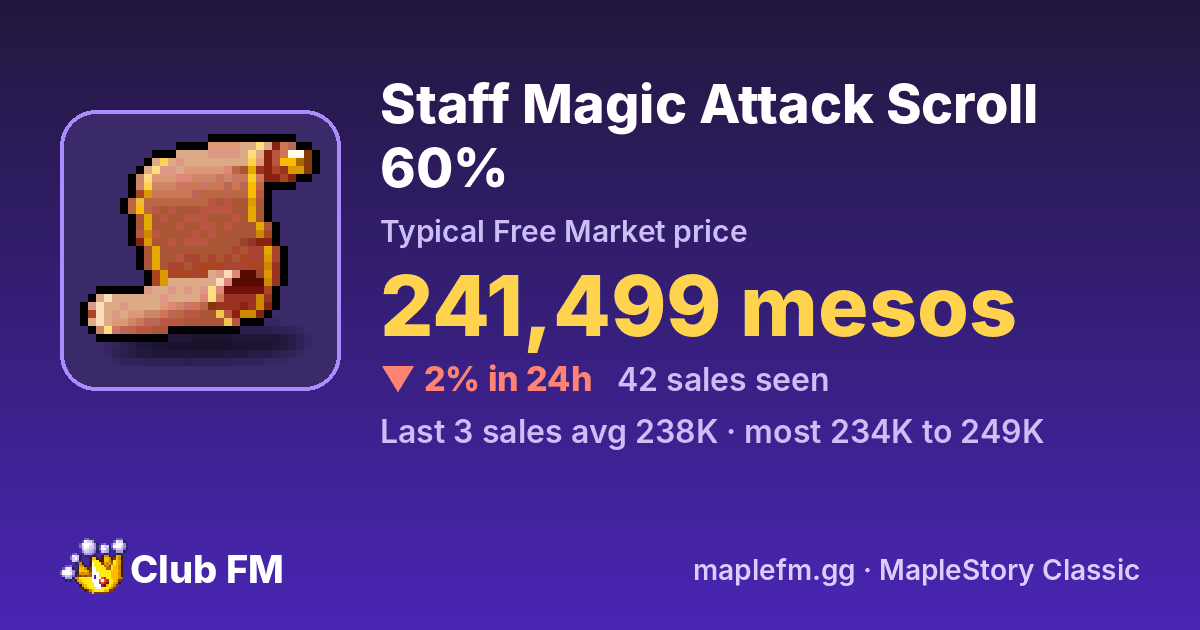 Staff Magic Attack Scroll
60%
Typical Free Market price
241,499 mesos
▼ 2% in 24h 42 sales seen
Last 3 sales avg 238K · most 234K to 249K
Club FM
maplefm.gg · MapleStory Classic